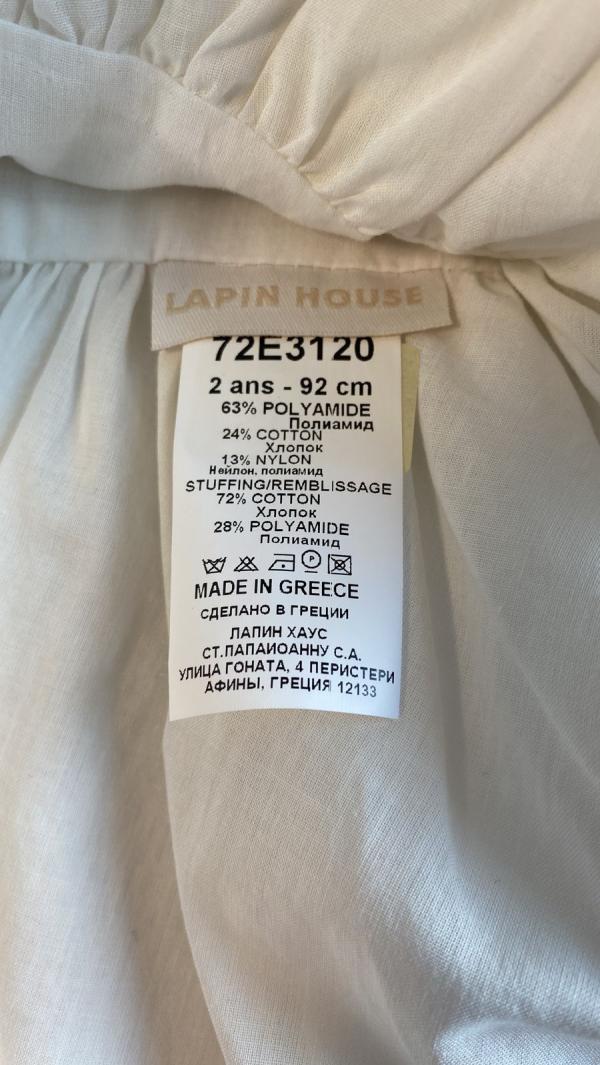 LAPIN HOUSE
72E3120
2 ans - 92 cm
63% POLYAMIDE
Полиамид
24% COTTON
Хлопок
13% NYLON
Нейлон. полиамид
STUFFING/REMBLISSAGE
72% COTTON
Хлопок
28% POLYAMIDE
Полиамид
P
MADE IN GREECE
СДЕЛАНО В ГРЕЦИИ
ЛАПИН ХАУС
СТ.ПАПАИОАННУ С.А.
УЛИЦА ГОНАТА, 4 ПЕРИСТЕРИ
АФИНЫ, ГРЕЦИЯ 12133